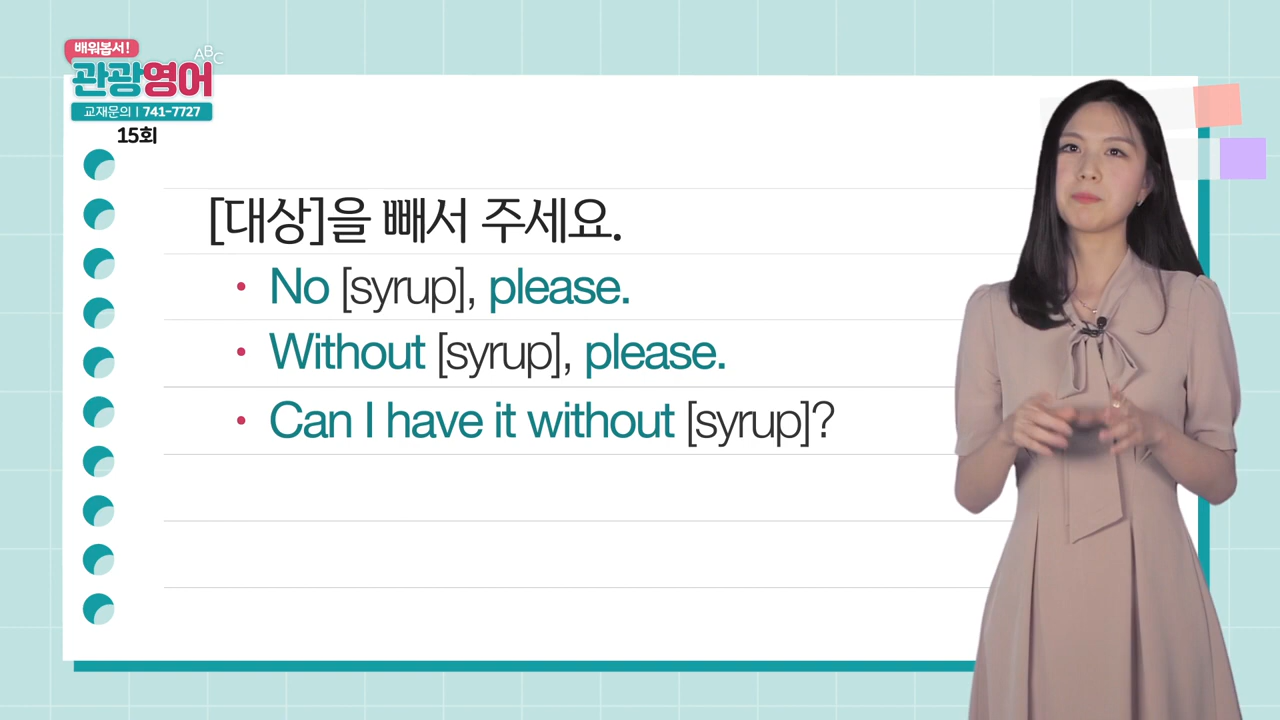 배워봅서!
ABC
관광영어
교재문의 | 741-7727
15회
[대상]을 빼서 주세요.
• No [syrup], please.
• Without [syrup], please.
• Can I have it without [syrup]?